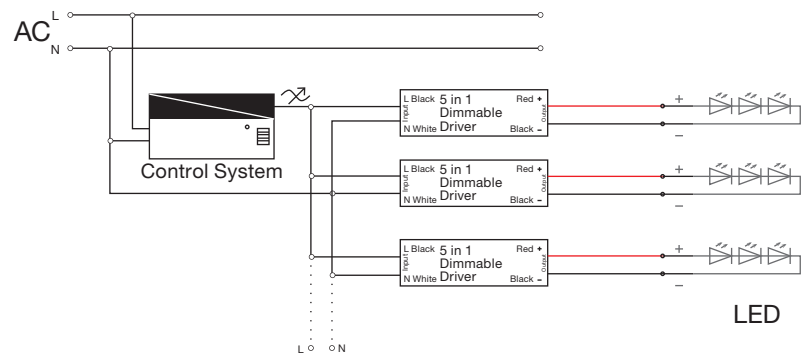 L
AC
N
Control System
L Black 5 in 1 Red +
Input Dimmable Output
N White Driver Black -
+
-
L Black 5 in 1 Red +
Input Dimmable Output
N White Driver Black -
+
-
L Black 5 in 1 Red +
Input Dimmable Output
N White Driver Black -
+
-
LED
L N